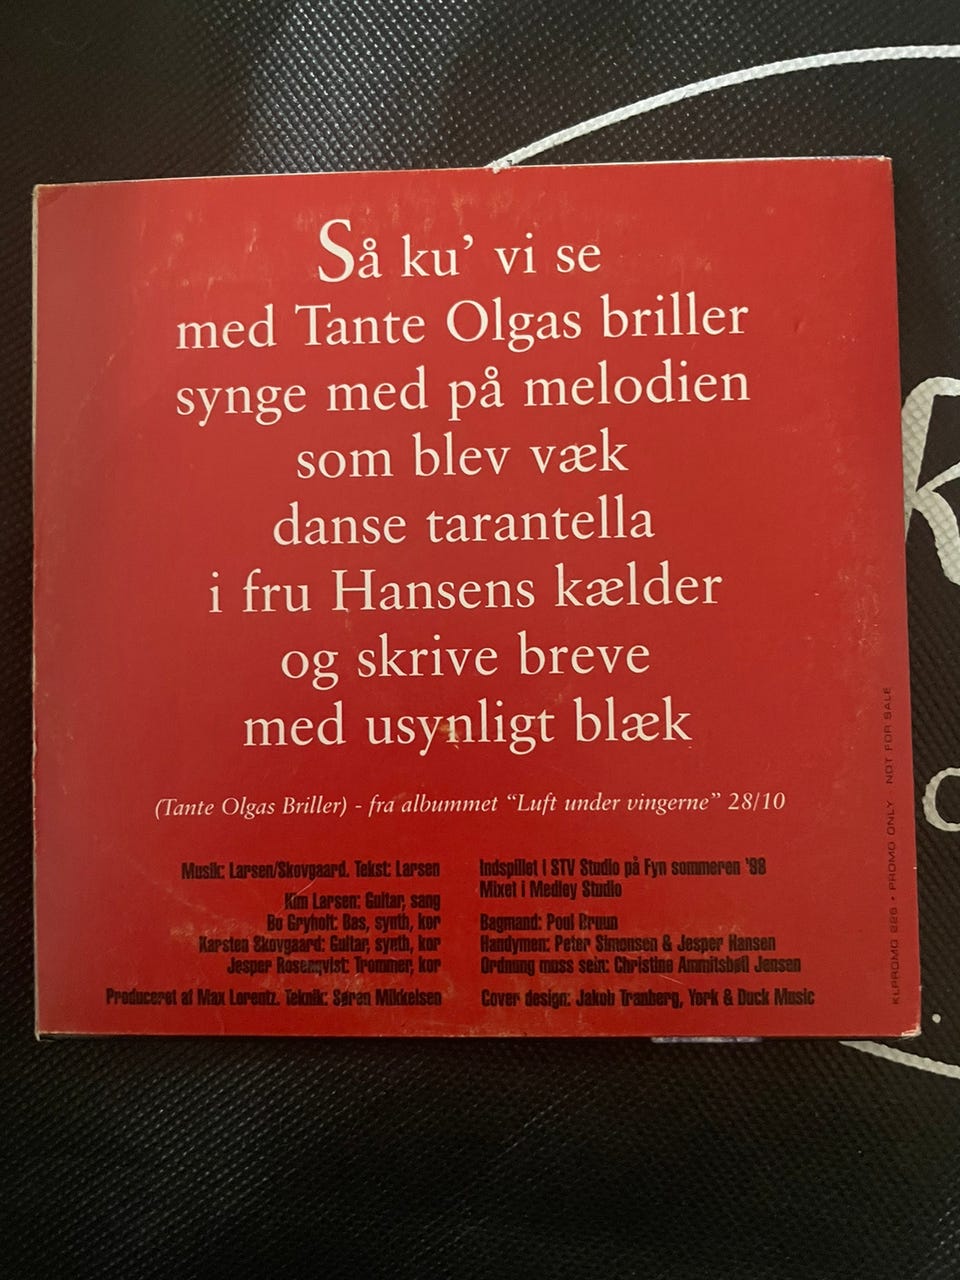 Så ku' vi se
med Tante Olgas briller
synge med på melodien
som blev væk
danse tarantella
i fru Hansens kælder
og skrive breve
med usynligt blæk
(Tante Olgas Briller) - fra albummet "Luft under vingerne" 28/10
Musik: Larsen/Skovgaard. Tekst: Larsen
Kim Larsen: Guitar, sang
Bo Gryholt: Bas, synth, kor
Karsten Skovgaard: Guitar, synth, kor
Jesper Rosenqvist: Trommer, kor
Produceret af Max Lorentz. Teknik: Søren Mikkelsen
Indspillet i STV Studio på Fyn sommeren '98
Mixet i Medley Studio
Bagmand: Poul Bruun
Handymen: Peter Simonsen & Jesper Hansen
Ordnung muss sein: Christina Ammitsbøll Jensen
Cover design: Jakob Tranberg, York & Duck Music
KLPROMO 226 • PROMO ONLY - NOT FOR SALE